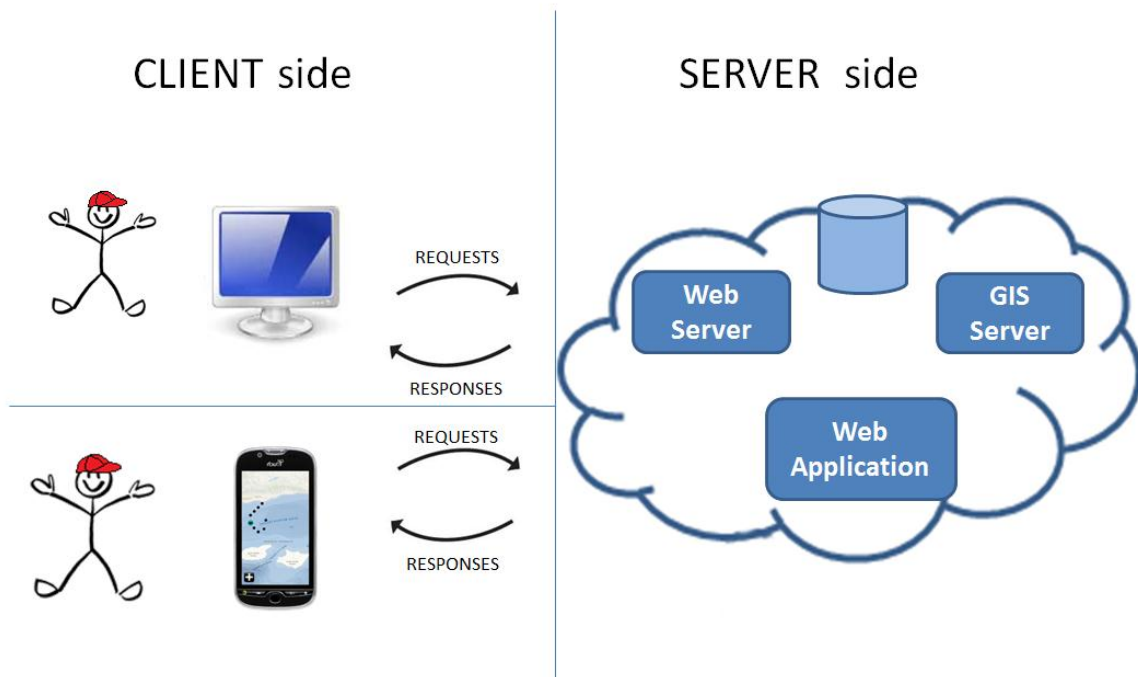 CLIENT side
SERVER side
REQUESTS
RESPONSES
REQUESTS
RESPONSES
Web
Server
GIS
Server
Web
Application